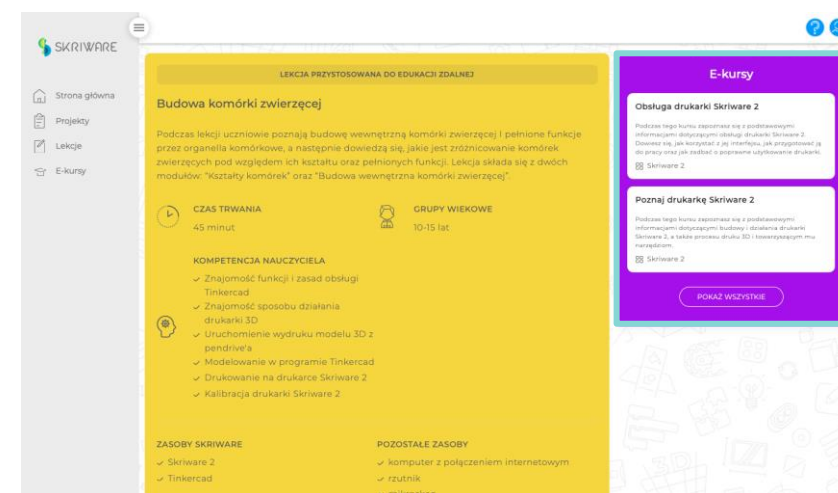 SKRIWARE
Strona główna
Projekty
Lekcje
E-kursy
LEKCJA PRZYSTOSOWANA DO EDUKACJI ZDALNEJ
Budowa komórki zwierzęcej
Podczas lekcji uczniowie poznają budowę wewnętrzną komórki zwierzęcej i pełnione funkcje
przez organella komórkowe, a następnie dowiedzą się, jakie jest zróżnicowanie komórek
zwierzęcych pod względem ich kształtu oraz pełnionych funkcji. Lekcja składa się z dwóch
modułów: "Kształty komórek" oraz "Budowa wewnętrzna komórki zwierzęcej".
CZAS TRWANIA
45 minut
GRUPY WIEKOWE
10-15 lat
KOMPETENCJA NAUCZYCIELA
Znajomość funkcji i zasad obsługi
Tinkercad
Znajomość sposobu działania
drukarki 3D
Uruchomienie wydruku modelu 3D z
pendrive'a
Modelowanie w programie Tinkercad
Drukowanie na drukarce Skriware 2
Kalibracja drukarki Skriware 2
ZASOBY SKRIWARE
Skriware 2
Tinkercad
POZOSTAŁE ZASOBY
komputer z połączeniem internetowym
rzutnik
?
E-kursy
Obsługa drukarki Skriware 2
Podczas tego kursu zapoznasz się z podstawowymi
informacjami dotyczącymi obsługi drukarki Skriware 2.
Dowiesz się, jak korzystać z jej interfejsu, jak przygotować ją
do pracy oraz jak zadbać o poprawne użytkowanie drukarki.
Skriware 2
Poznaj drukarkę Skriware 2
Podczas tego kursu zapoznasz się z podstawowymi
informacjami dotyczącymi budowy i działania drukarki
Skriware 2, a także procesu druku 3D i towarzyszącym mu
narzędziom.
Skriware 2
POKAŻ WSZYSTKIE